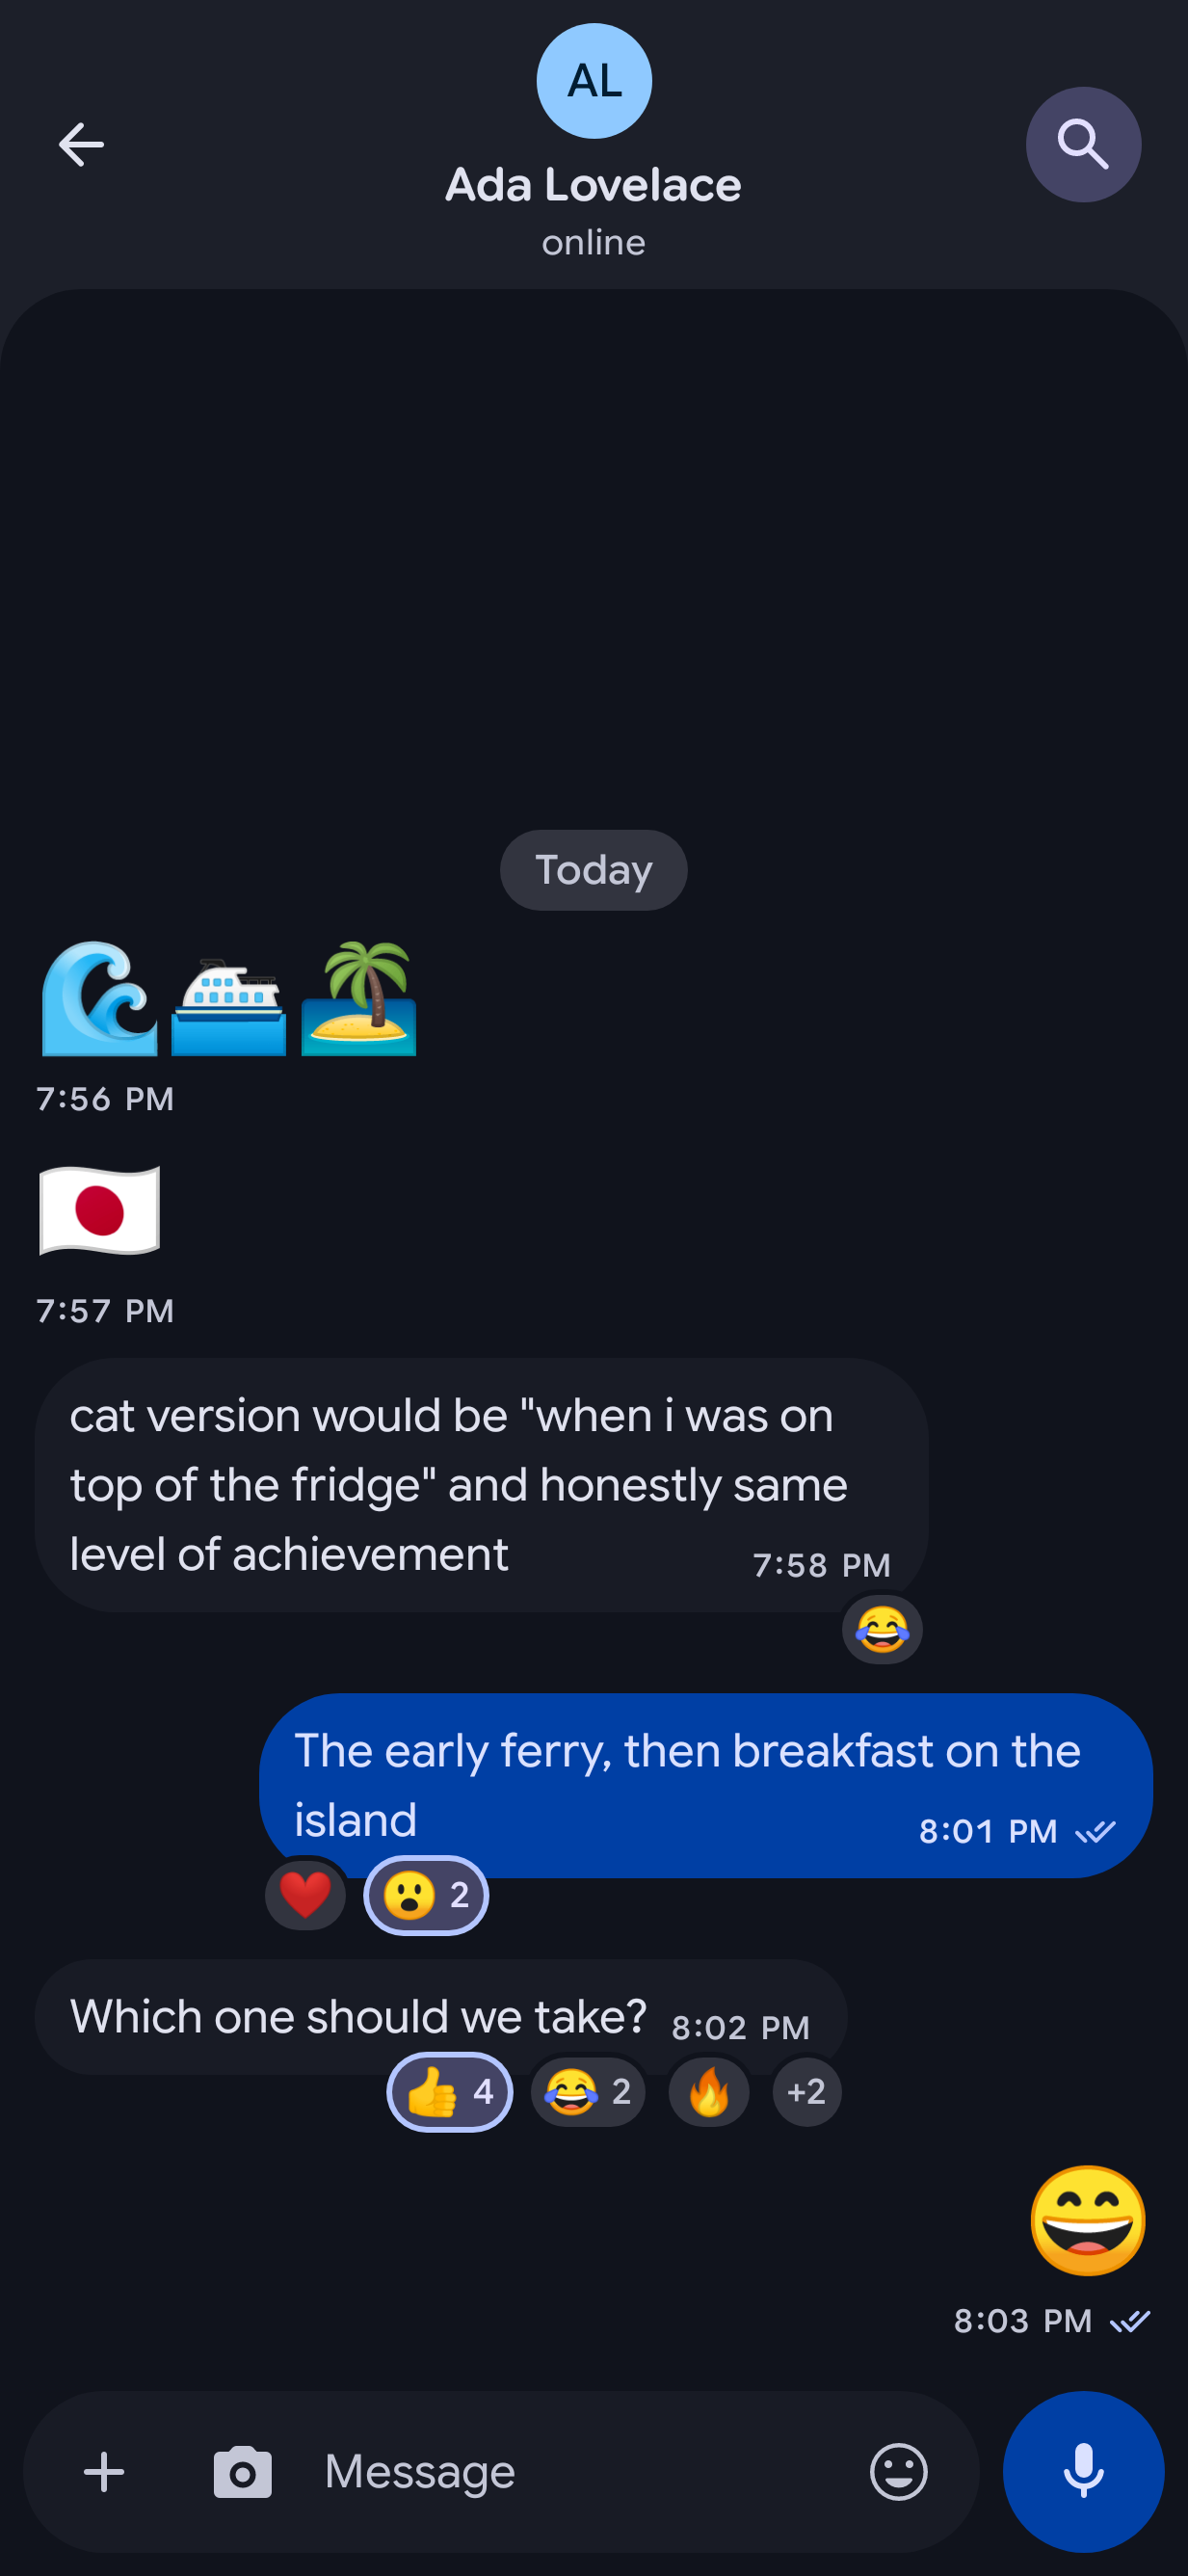 AL
Ada Lovelace
online
Today
🌊🛳️🏝️
7:56 PM
🇯🇵
7:57 PM
cat version would be "when i was on
top of the fridge" and honestly same
level of achievement
7:58 PM
😂
The early ferry, then breakfast on the
island
8:01 PM
❤️ 😮 2
Which one should we take? 8:02 PM
👍 4 😂 2 🔥 +2
😄
8:03 PM
Message